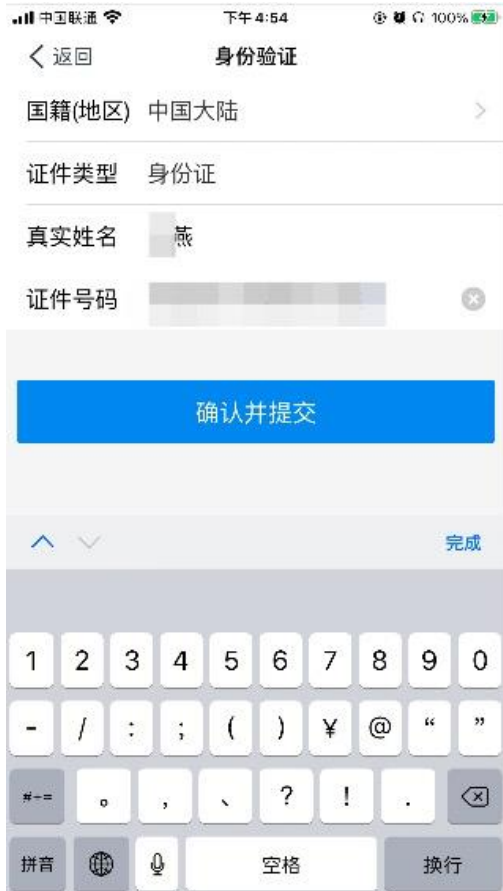 中国联通 下午4:54 100%
返回 身份验证
国籍(地区) 中国大陆
证件类型 身份证
真实姓名 燕
证件号码
确认并提交
完成
1 2 3 4 5 6 7 8 9 0
- / : ; ( ) ¥ @ “ ”
#+= 。 , 、 ? ! .
拼音 空格 换行